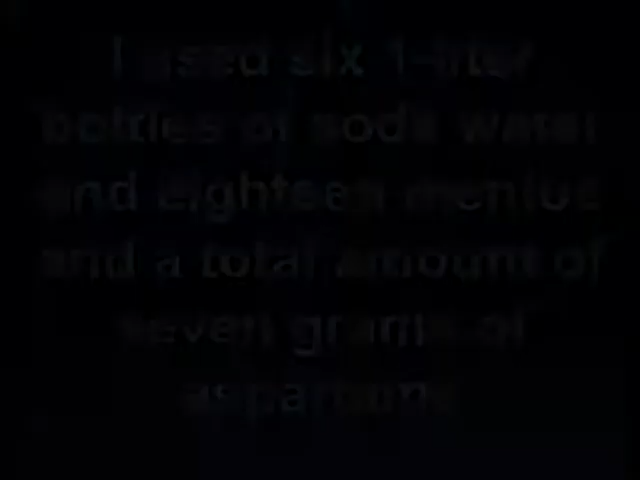 I used six 1-liter
bottles of soda water
and eighteen mentos
and a total amount of
seven grams of
aspartame